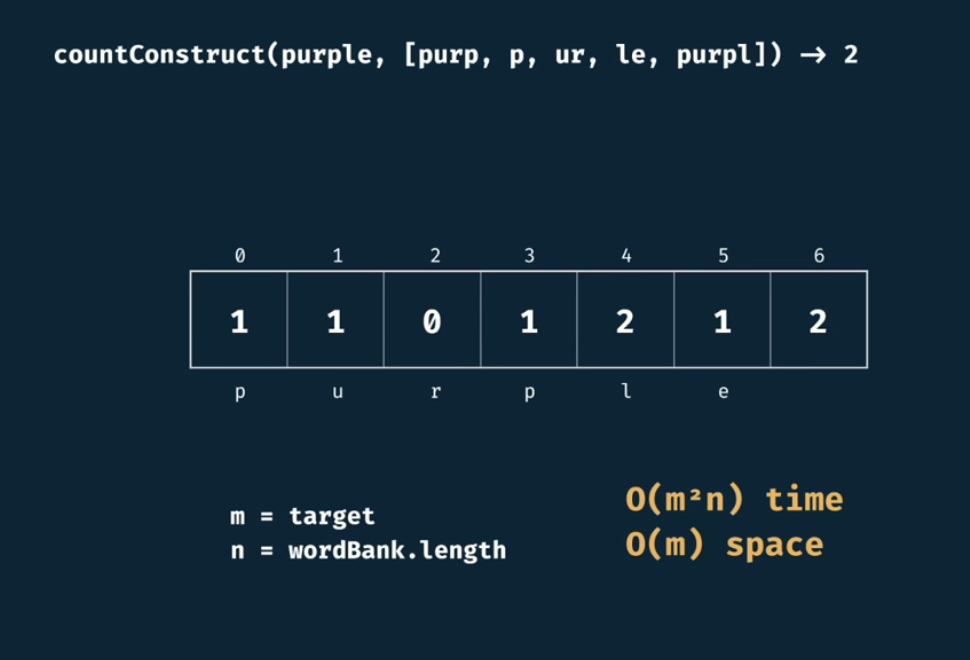 countConstruct(purple, [purp, p, ur, le, purpl]) → 2
0 1 2 3 4 5 6
1 1 0 1 2 1 2
p u r p l e
m = target
n = wordBank.length
O(m²n) time
O(m) space